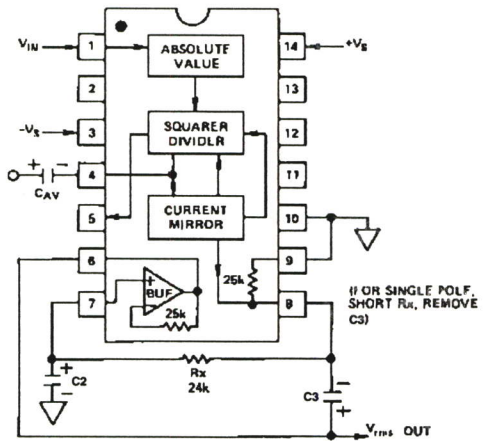 VIN
1
ABSOLUTE
VALUE
14
+VS
2
13
-VS
3
SQUARER
DIVIDER
12
+ -
CAV
4
11
5
CURRENT
MIRROR
10
6
25k
9
7
+
BUF
-
25k
8
(FOR SINGLE POLE,
SHORT Rx, REMOVE
C3)
+
C2
-
Rx
24k
-
C3
+
Vrms OUT